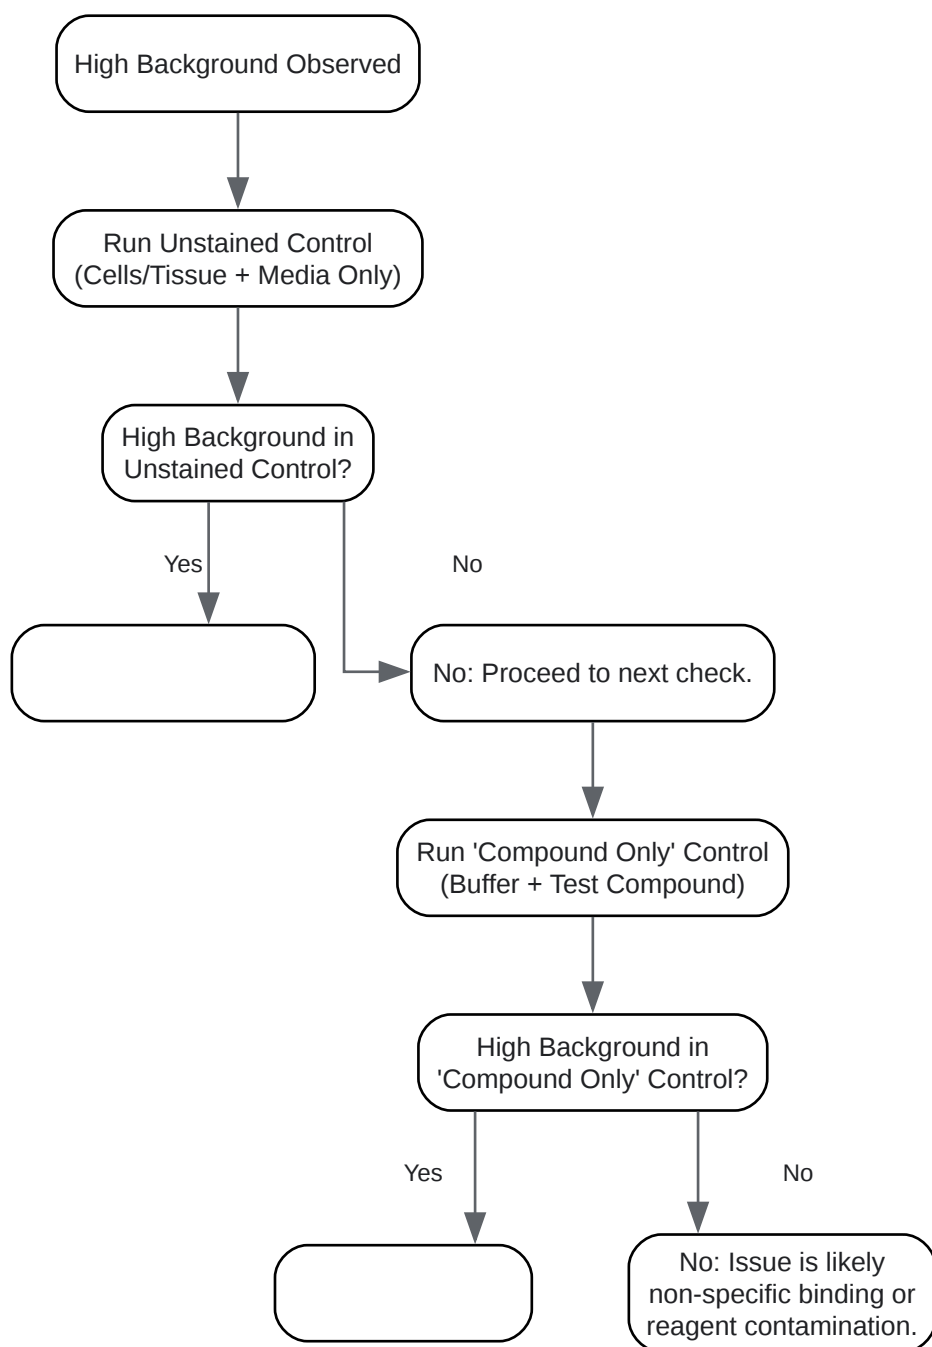 High Background Observed
Run Unstained Control
(Cells/Tissue + Media Only)
High Background in
Unstained Control?
Yes
No
No: Proceed to next check.
Run 'Compound Only' Control
(Buffer + Test Compound)
High Background in
'Compound Only' Control?
Yes
No
No: Issue is likely
non-specific binding or
reagent contamination.